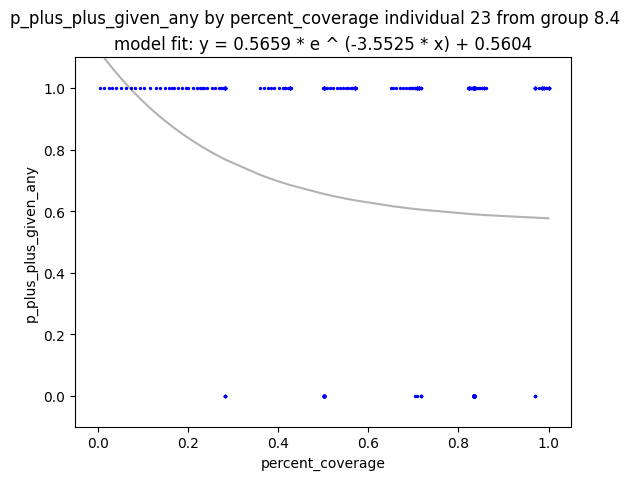 p_plus_plus_given_any by percent_coverage individual 23 from group 8.4
model fit: y = 0.5659 * e ^ (-3.5525 * x) + 0.5604
1.0
0.8
0.6
0.4
0.2
0.0
p_plus_plus_given_any
0.0 0.2 0.4 0.6 0.8 1.0
percent_coverage